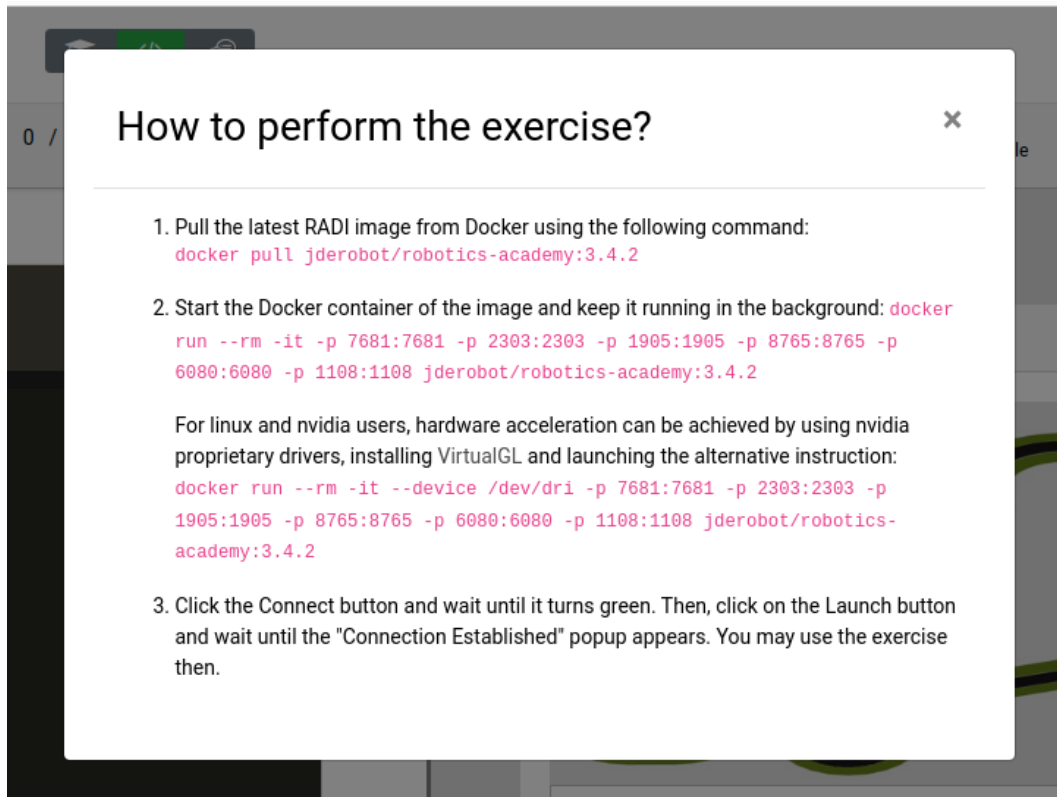 0 /
le
How to perform the exercise?
×
1. Pull the latest RADI image from Docker using the following command:
docker pull jderobot/robotics-academy:3.4.2
2. Start the Docker container of the image and keep it running in the background: docker
run --rm -it -p 7681:7681 -p 2303:2303 -p 1905:1905 -p 8765:8765 -p
6080:6080 -p 1108:1108 jderobot/robotics-academy:3.4.2
For linux and nvidia users, hardware acceleration can be achieved by using nvidia
proprietary drivers, installing VirtualGL and launching the alternative instruction:
docker run --rm -it --device /dev/dri -p 7681:7681 -p 2303:2303 -p
1905:1905 -p 8765:8765 -p 6080:6080 -p 1108:1108 jderobot/robotics-
academy:3.4.2
3. Click the Connect button and wait until it turns green. Then, click on the Launch button
and wait until the "Connection Established" popup appears. You may use the exercise
then.